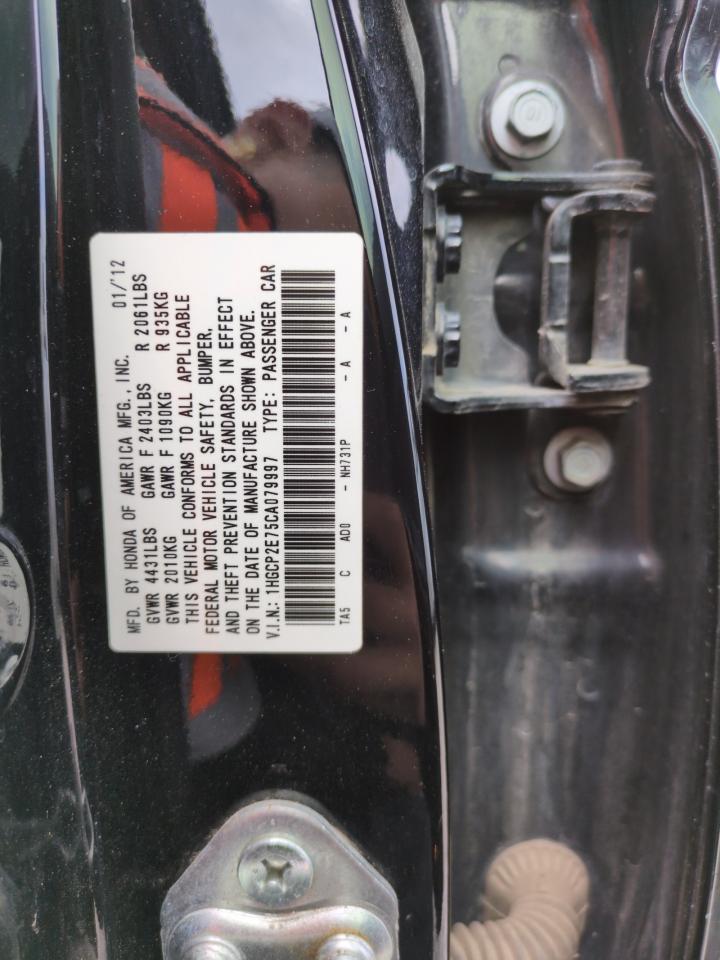 MFD. BY HONDA OF AMERICA MFG., INC. 01/'12
GVWR 4431LBS GAWR F 2403LBS R 2061LBS
GVWR 2010KG GAWR F 1090KG R 935KG
THIS VEHICLE CONFORMS TO ALL APPLICABLE
FEDERAL MOTOR VEHICLE SAFETY, BUMPER,
AND THEFT PREVENTION STANDARDS IN EFFECT
ON THE DATE OF MANUFACTURE SHOWN ABOVE.
V.I.N.: 1HGCP2E75CA079997 TYPE: PASSENGER CAR
TA5 C AD0 - NH731P - A - A